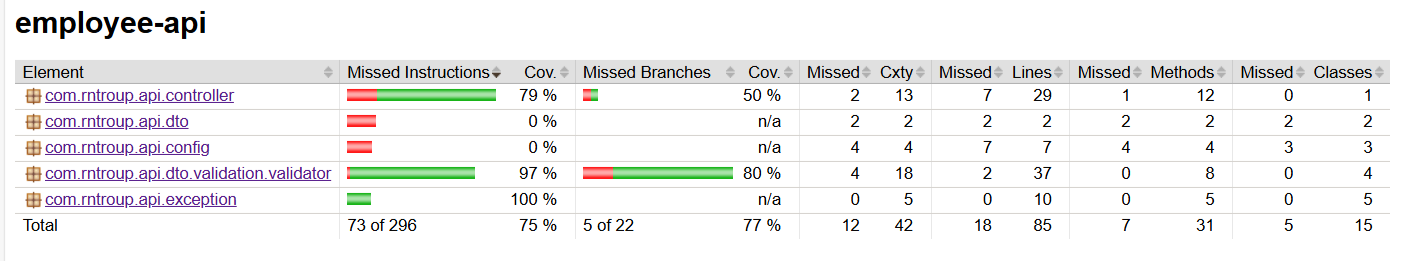 employee-api
Element Missed Instructions Cov. Missed Branches Cov. Missed Cxty Missed Lines Missed Methods Missed Classes
com.rntroup.api.controller 79 % 50 % 2 13 7 29 1 12 0 1
com.rntroup.api.dto 0 % n/a 2 2 2 2 2 2 2 2
com.rntroup.api.config 0 % n/a 4 4 7 7 4 4 3 3
com.rntroup.api.dto.validation.validator 97 % 80 % 4 18 2 37 0 8 0 4
com.rntroup.api.exception 100 % n/a 0 5 0 10 0 5 0 5
Total 73 of 296 75 % 5 of 22 77 % 12 42 18 85 7 31 5 15